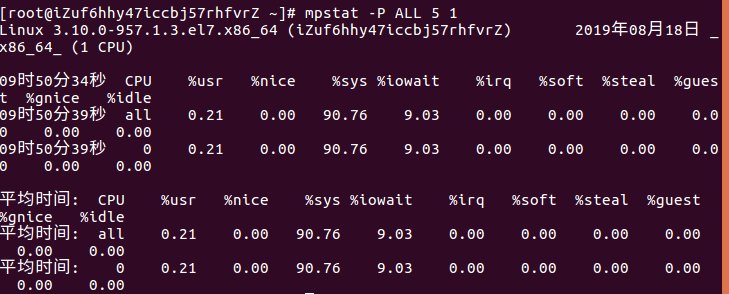 [root@iZuf6hhy47iccbj57rhfvrZ ~]# mpstat -P ALL 5 1
Linux 3.10.0-957.1.3.el7.x86_64 (iZuf6hhy47iccbj57rhfvrZ) 2019年08月18日 _
x86_64_ (1 CPU)
09时50分34秒 CPU %usr %nice %sys %iowait %irq %soft %steal %gues
t %gnice %idle
09时50分39秒 all 0.21 0.00 90.76 9.03 0.00 0.00 0.00 0.0
0 0.00 0.00
09时50分39秒 0 0.21 0.00 90.76 9.03 0.00 0.00 0.00 0.0
0 0.00 0.00
平均时间: CPU %usr %nice %sys %iowait %irq %soft %steal %guest
%gnice %idle
平均时间: all 0.21 0.00 90.76 9.03 0.00 0.00 0.00 0.00
0.00 0.00
平均时间: 0 0.21 0.00 90.76 9.03 0.00 0.00 0.00 0.00
0.00 0.00